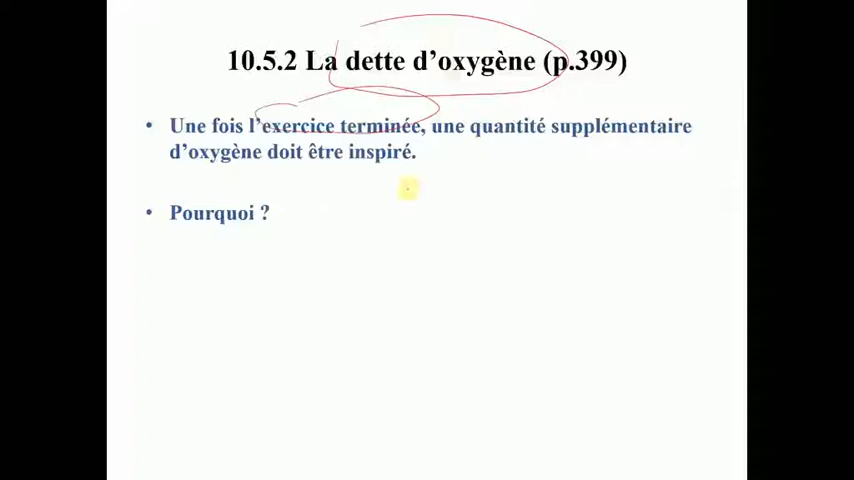 10.5.2 La dette d’oxygène (p.399)
• Une fois l’exercice terminée, une quantité supplémentaire
d’oxygène doit être inspiré.
• Pourquoi ?